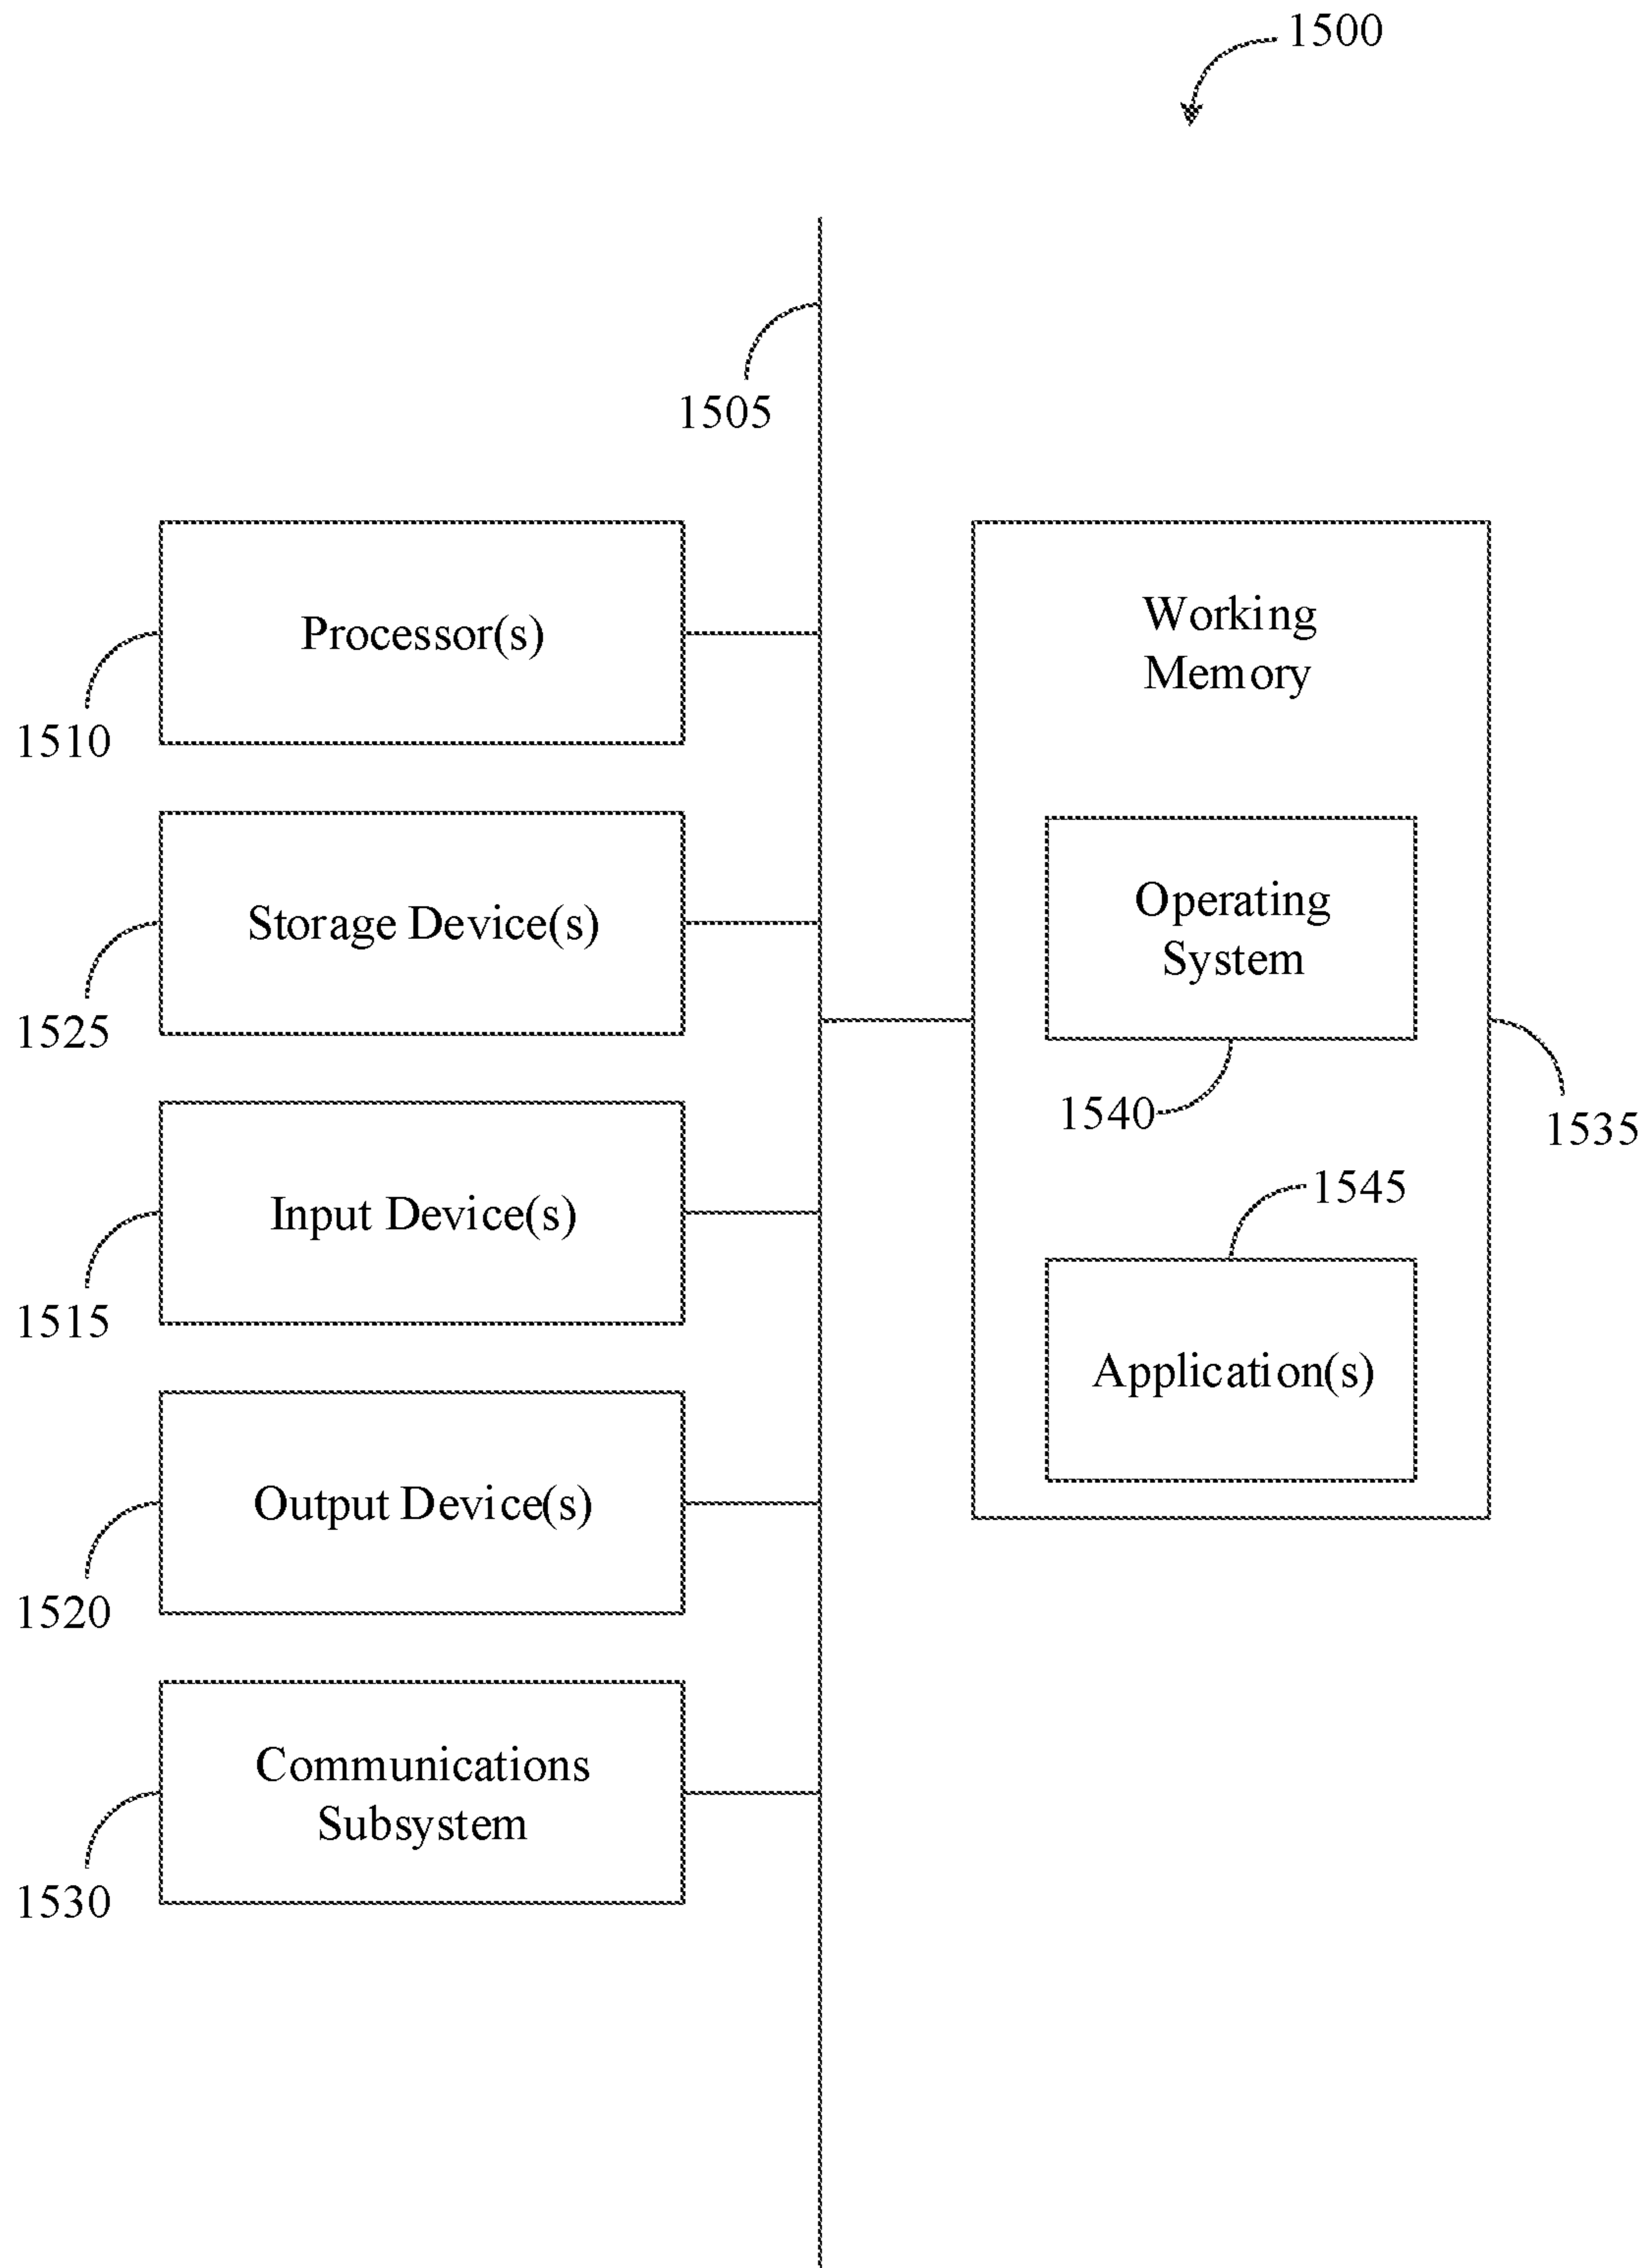 1500
1505
Processor(s)
1510
Storage Device(s)
1525
Input Device(s)
1515
Output Device(s)
1520
Communications
Subsystem
1530
Working
Memory
Operating
System
1540
1535
1545
Application(s)